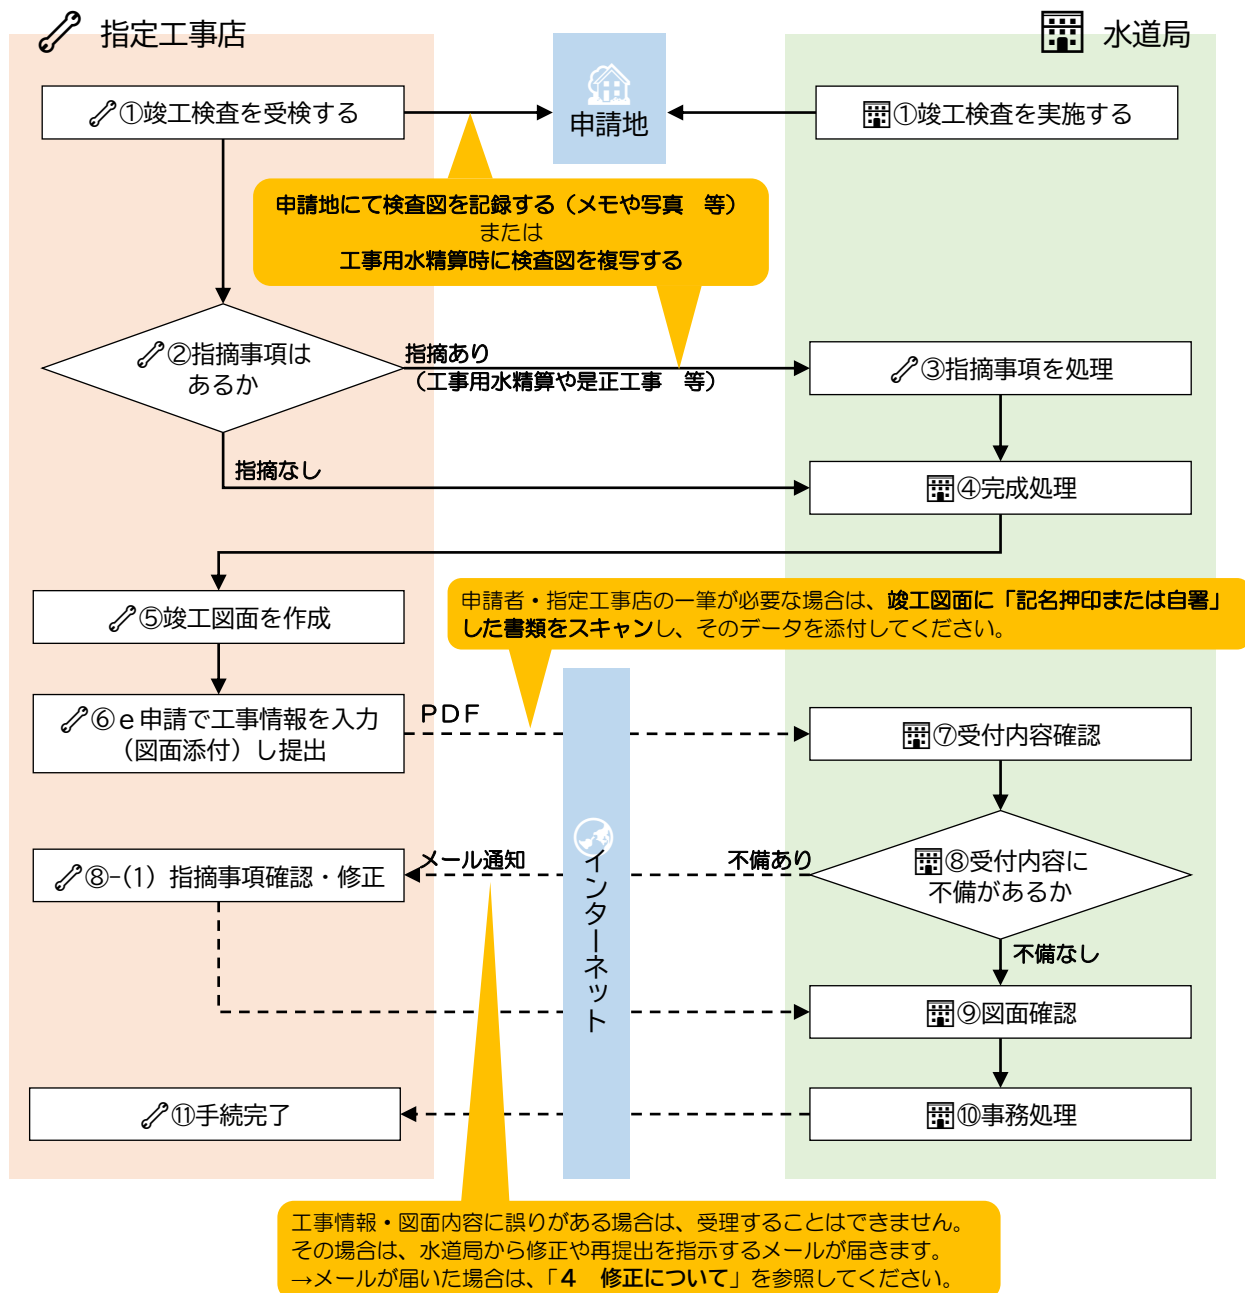 指定工事店
水道局
①竣工検査を受検する
申請地
①竣工検査を実施する
申請地にて検査図を記録する（メモや写真　等）
または
工事用水精算時に検査図を複写する
②指摘事項は
あるか
指摘あり
（工事用水精算や是正工事　等）
③指摘事項を処理
指摘なし
④完成処理
⑤竣工図面を作成
申請者・指定工事店の一筆が必要な場合は、竣工図面に「記名押印または自署」
した書類をスキャンし、そのデータを添付してください。
⑥ｅ申請で工事情報を入力
（図面添付）し提出
ＰＤＦ
⑦受付内容確認
インターネット
⑧-(1) 指摘事項確認・修正
メール通知
不備あり
⑧受付内容に
不備があるか
不備なし
⑨図面確認
⑪手続完了
⑩事務処理
工事情報・図面内容に誤りがある場合は、受理することはできません。
その場合は、水道局から修正や再提出を指示するメールが届きます。
→メールが届いた場合は、「４　修正について」を参照してください。